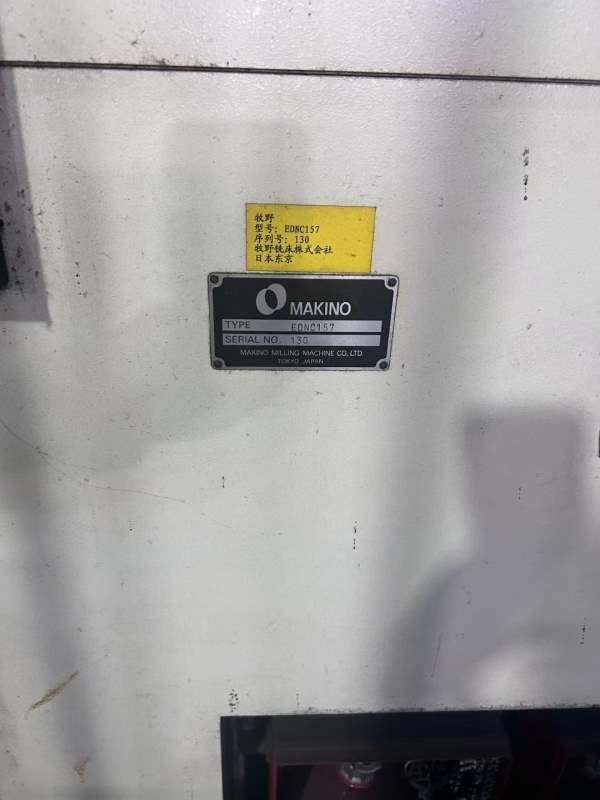 牧野
型号: EDNC157
序列号: 130
牧野铣床株式会社
日本东京
MAKINO
TYPE EDNC157
SERIAL NO. 130
MAKINO MILLING MACHINE CO., LTD.
TOKYO JAPAN